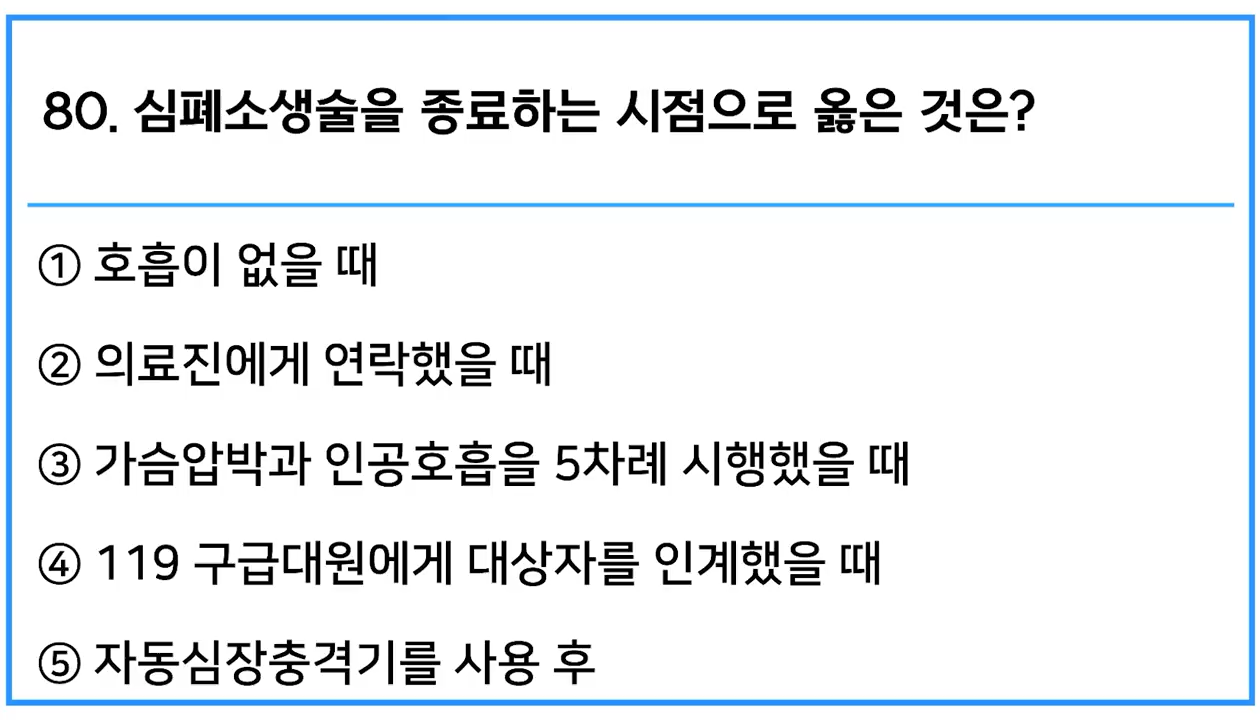 80. 심폐소생술을 종료하는 시점으로 옳은 것은?
① 호흡이 없을 때
② 의료진에게 연락했을 때
③ 가슴압박과 인공호흡을 5차례 시행했을 때
④ 119 구급대원에게 대상자를 인계했을 때
⑤ 자동심장충격기를 사용 후